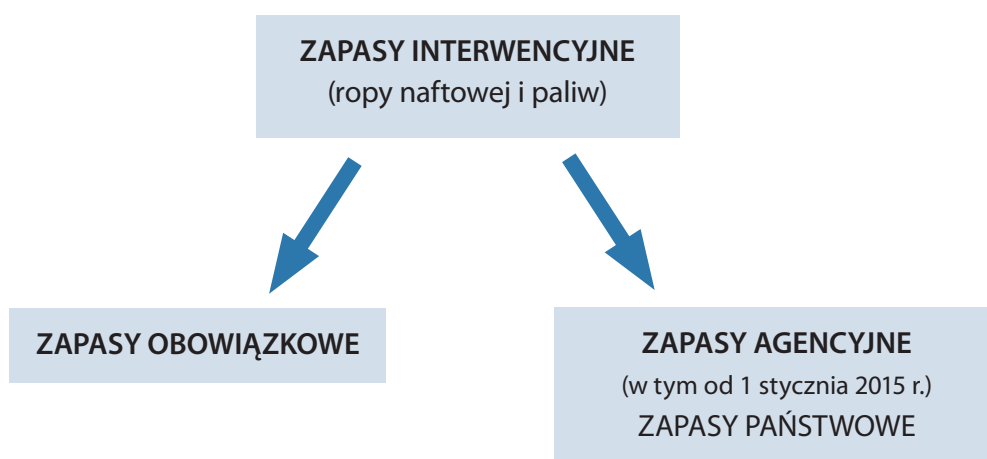 ZAPASY INTERWENCYJNE
(ropy naftowej i paliw)
ZAPASY OBOWIĄZKOWE
ZAPASY AGENCYJNE
(w tym od 1 stycznia 2015 r.)
ZAPASY PAŃSTWOWE